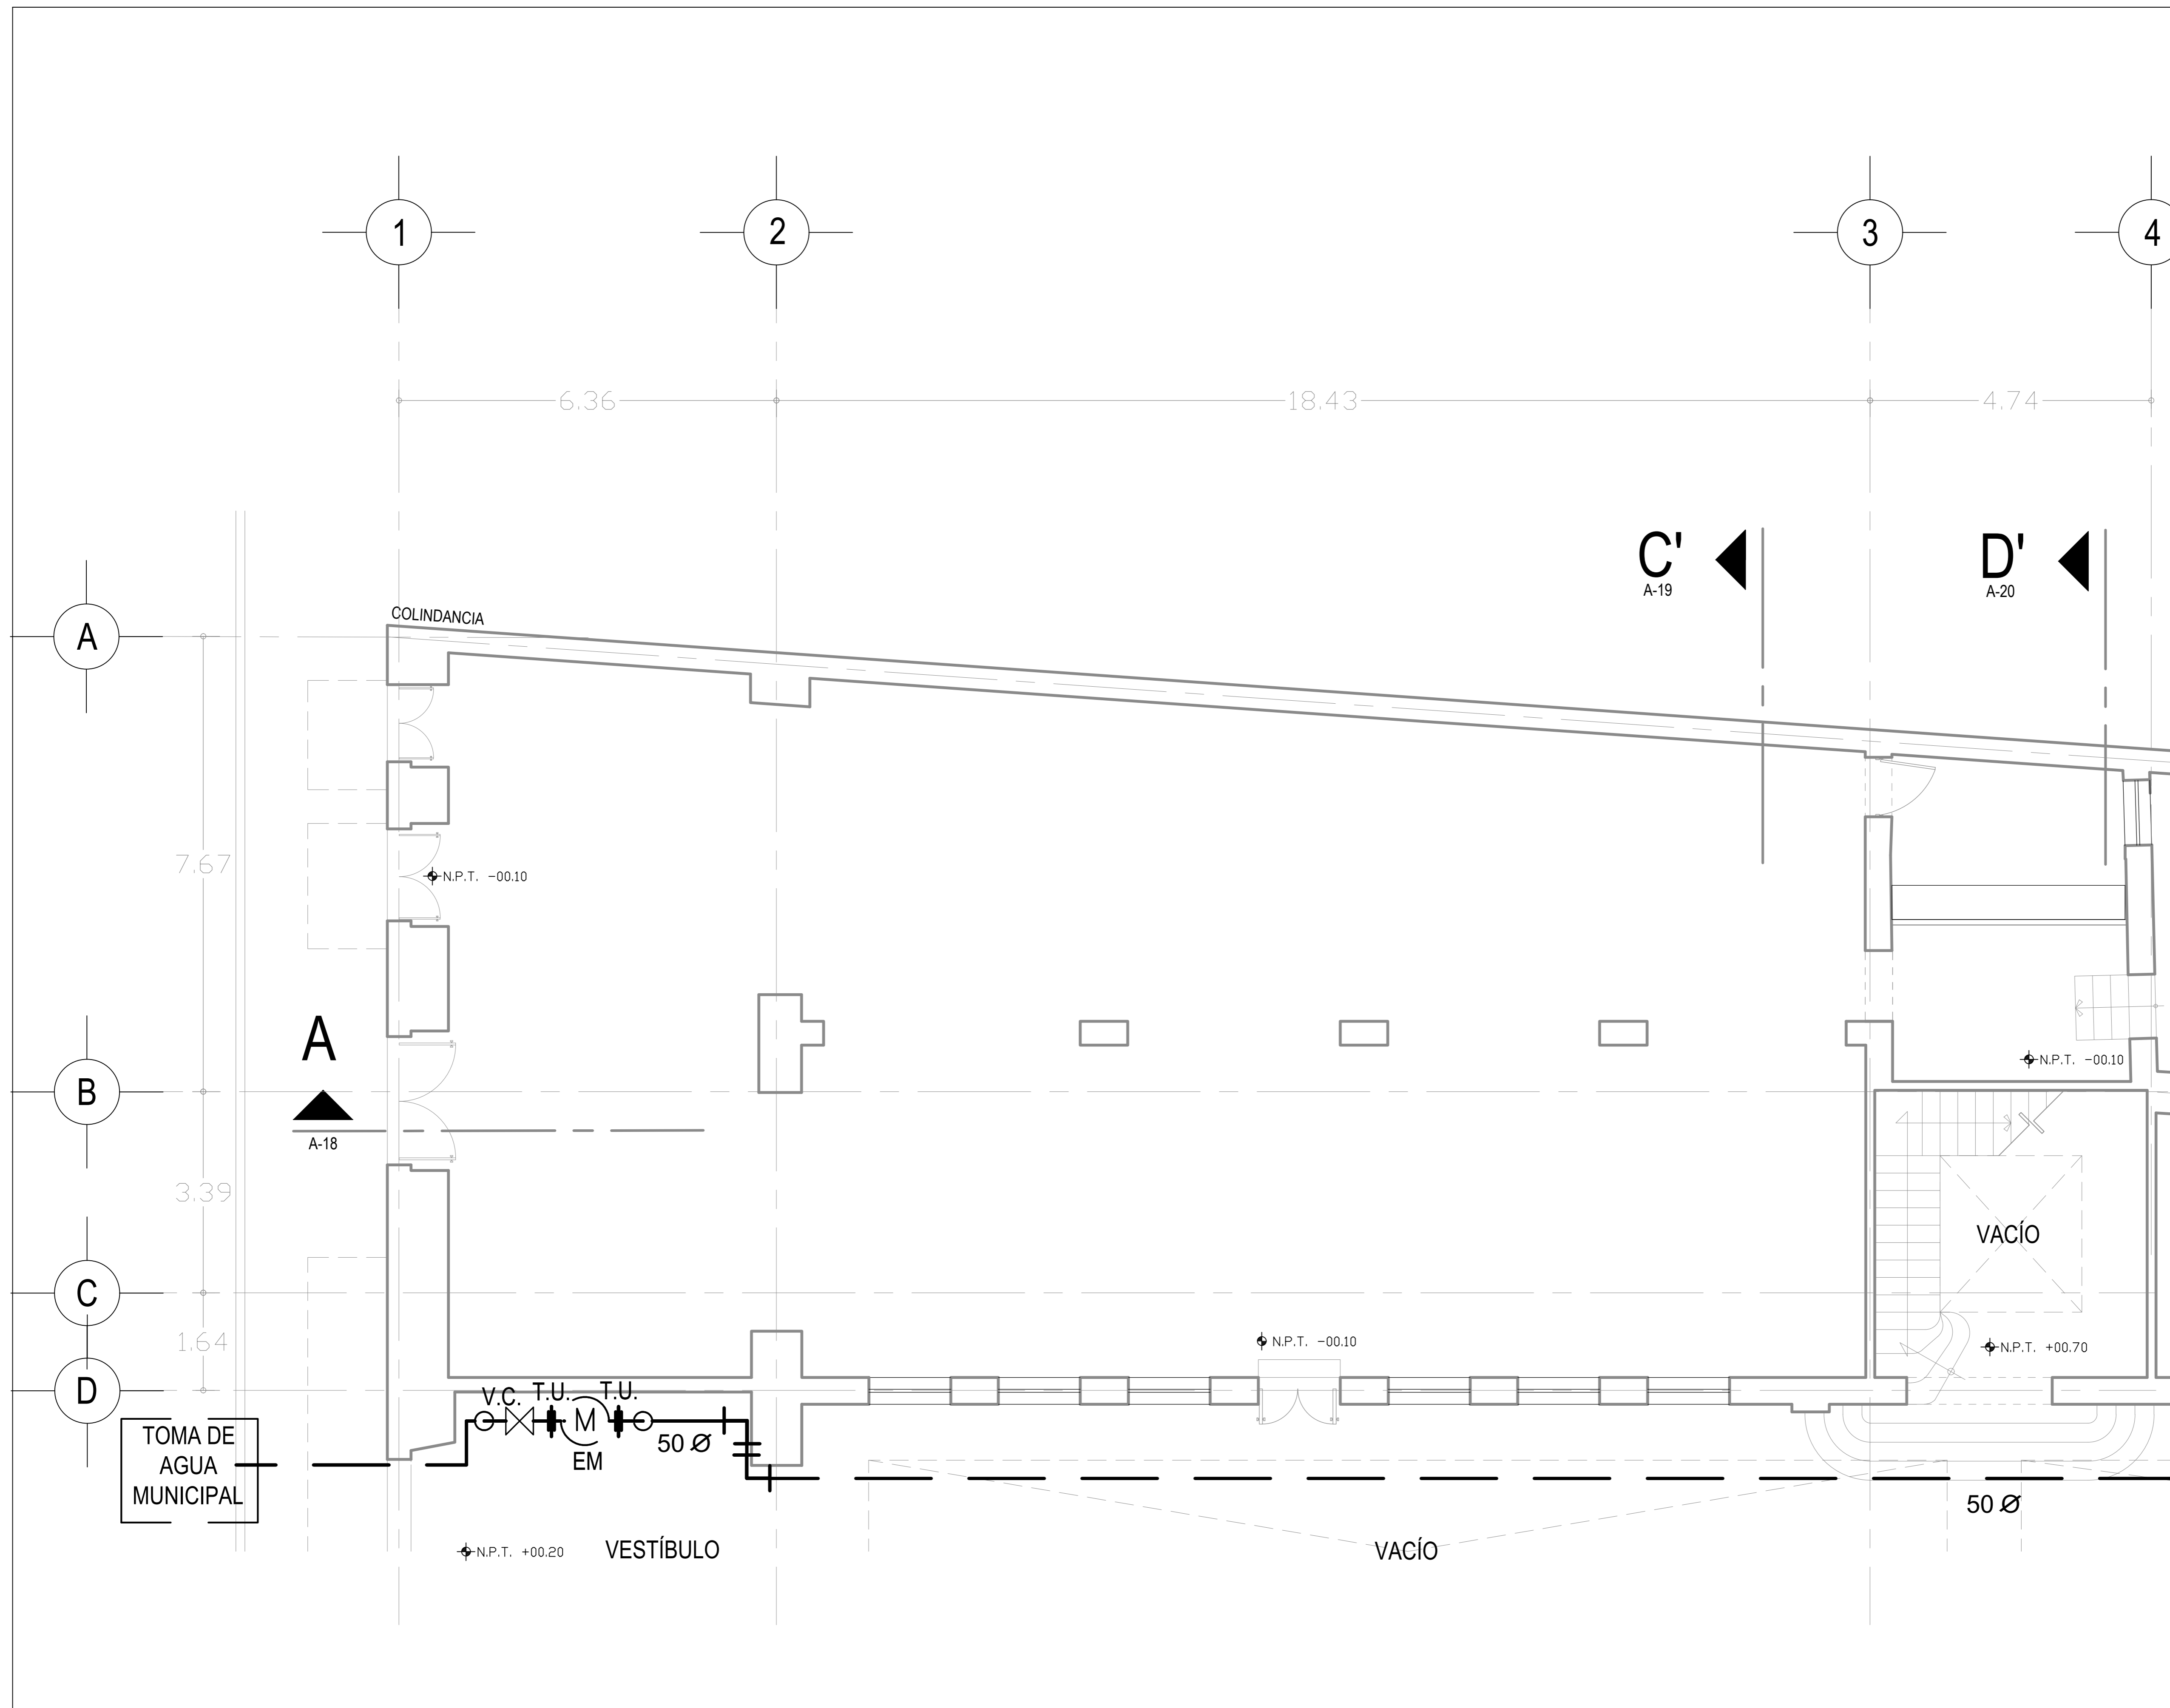 1
2
3
4
6.36
18.43
4.74
C'
A-19
D'
A-20
COLINDANCIA
A
7.67
N.P.T. -00.10
A
A-18
B
N.P.T. -00.10
3.39
VACÍO
C
1.64
N.P.T. -00.10
N.P.T. +00.70
D
V.C.
T.U.
T.U.
M
EM
50 Ø
TOMA DE
AGUA
MUNICIPAL
50 Ø
N.P.T. +00.20
VESTÍBULO
VACÍO